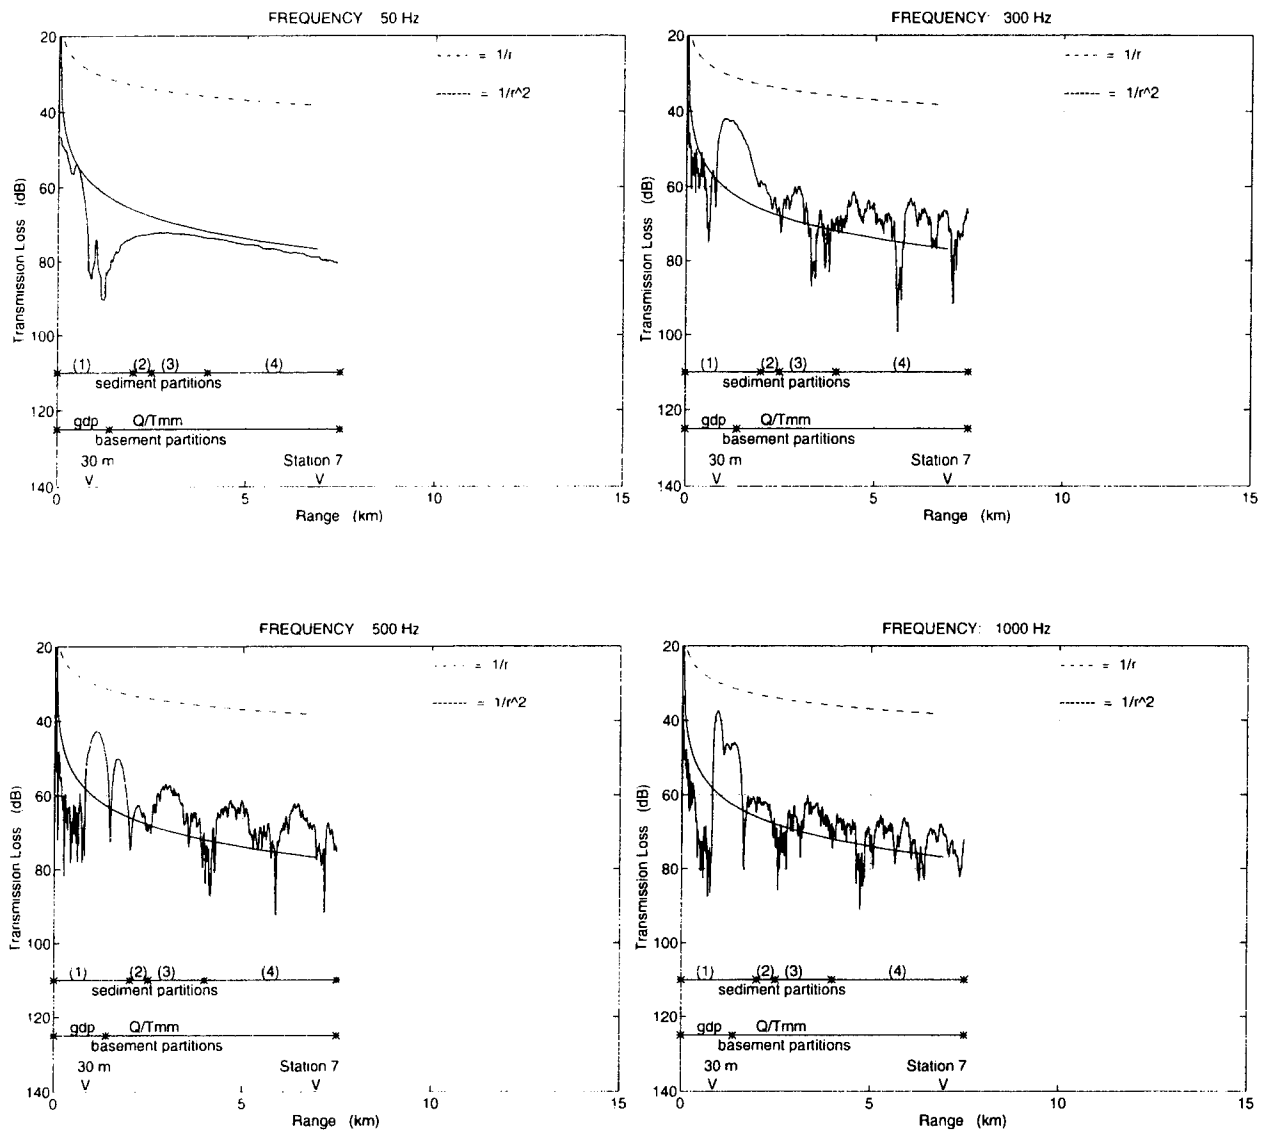 FREQUENCY 50 Hz
20
40
60
80
100
120
140
Transmission Loss (dB)
= 1/r
= 1/r^2
(1) (2) (3) (4)
sediment partitions
gdp Q/Tmm
basement partitions
30 m Station 7
0 5 10 15
Range (km)
FREQUENCY: 300 Hz
20
40
60
80
100
120
140
Transmission Loss (dB)
= 1/r
= 1/r^2
(1) (2) (3) (4)
sediment partitions
gdp Q/Tmm
basement partitions
30 m Station 7
0 5 10 15
Range (km)
FREQUENCY 500 Hz
20
40
60
80
100
120
140
Transmission Loss (dB)
= 1/r
= 1/r^2
(1) (2) (3) (4)
sediment partitions
gdp Q/Tmm
basement partitions
30 m Station 7
0 5 10 15
Range (km)
FREQUENCY: 1000 Hz
20
40
60
80
100
120
140
Transmission Loss (dB)
= 1/r
= 1/r^2
(1) (2) (3) (4)
sediment partitions
gdp Q/Tmm
basement partitions
30 m Station 7
0 5 10 15
Range (km)